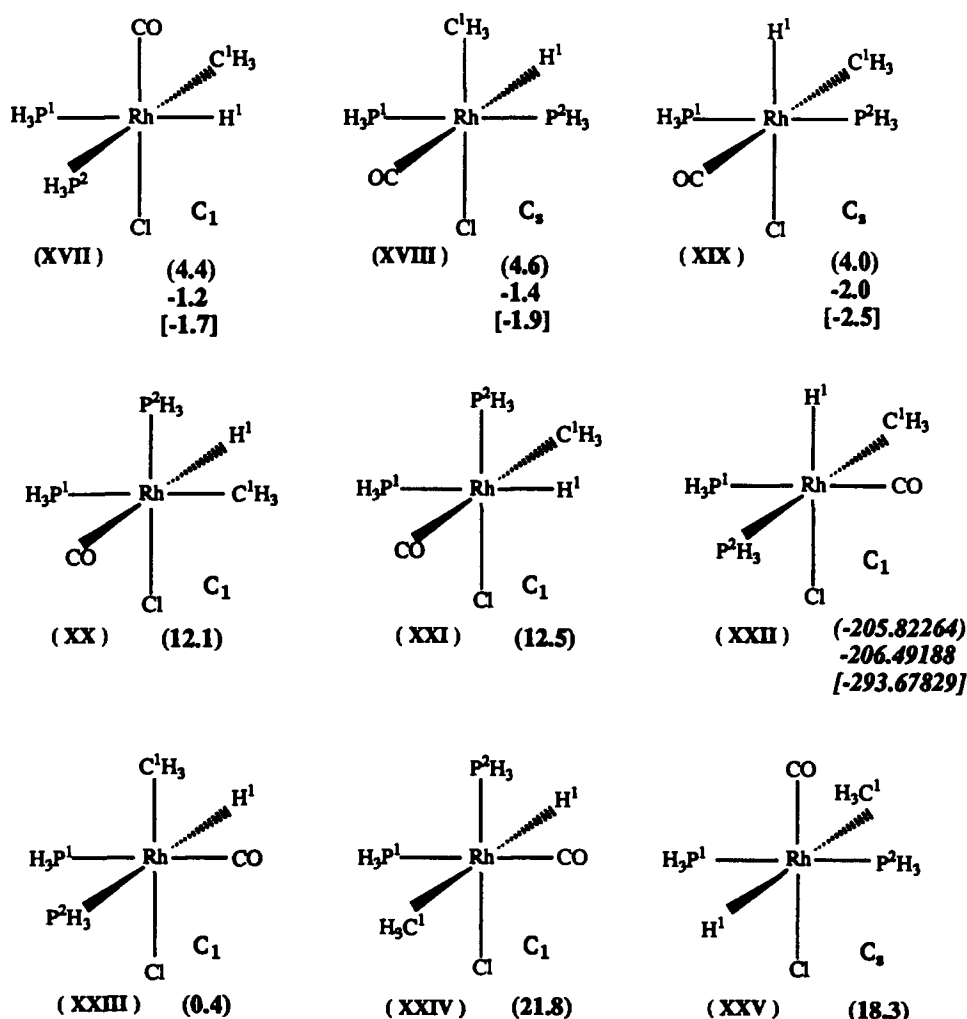 CO
C¹H₃
H₃P¹ Rh H¹
H₃P²
Cl
C₁
(XVII)
(4.4)
-1.2
[-1.7]
C¹H₃
H¹
H₃P¹ Rh P²H₃
OC
Cl
Cₛ
(XVIII)
(4.6)
-1.4
[-1.9]
H¹
C¹H₃
H₃P¹ Rh P²H₃
OC
Cl
Cₛ
(XIX)
(4.0)
-2.0
[-2.5]
P²H₃
H¹
H₃P¹ Rh C¹H₃
CO
Cl
C₁
(XX) (12.1)
P²H₃
C¹H₃
H₃P¹ Rh H¹
CO
Cl
C₁
(XXI) (12.5)
H¹
C¹H₃
H₃P¹ Rh CO
P²H₃
Cl
C₁
(XXII) (-205.82264)
-206.49188
[-293.67829]
C¹H₃
H¹
H₃P¹ Rh CO
P²H₃
Cl
C₁
(XXIII) (0.4)
P²H₃
H¹
H₃P¹ Rh CO
H₃C¹
Cl
C₁
(XXIV) (21.8)
CO
H₃C¹
H₃P¹ Rh P²H₃
H¹
Cl
Cₛ
(XXV) (18.3)